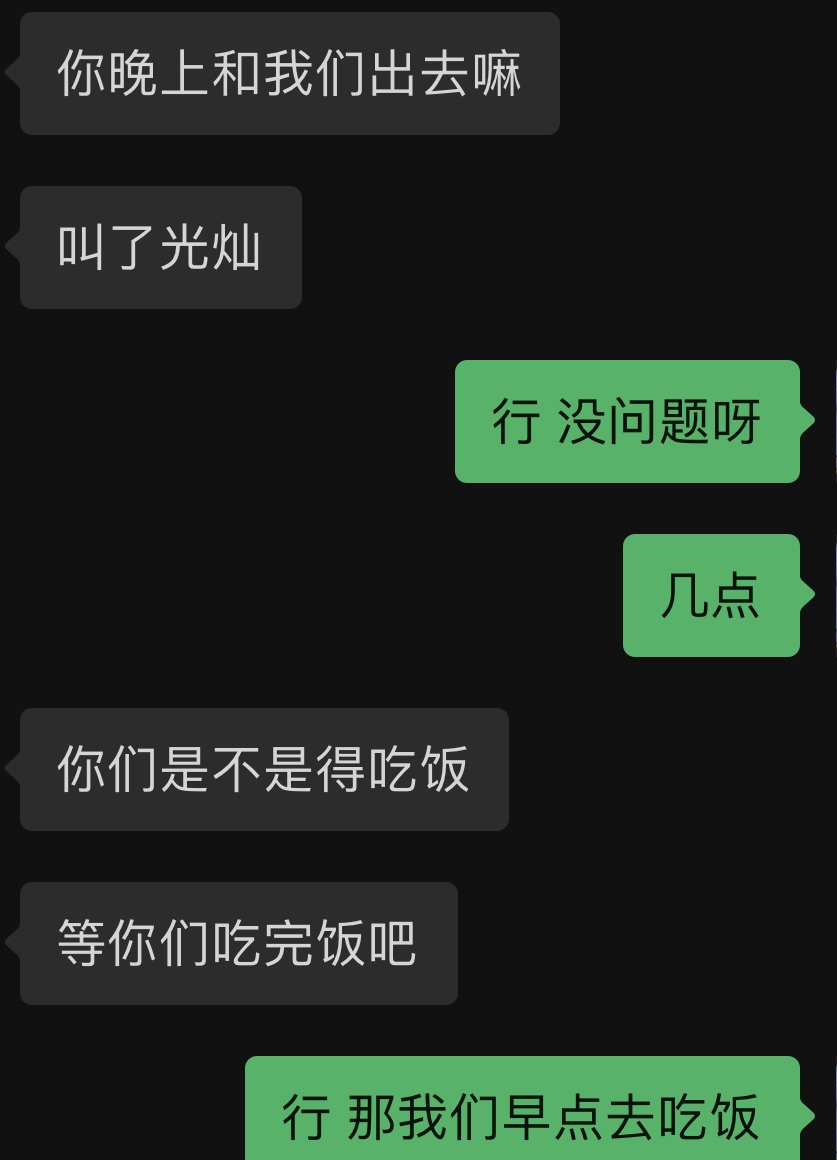 你晚上和我们出去嘛
叫了光灿
行 没问题呀
几点
你们是不是得吃饭
等你们吃完饭吧
行 那我们早点去吃饭